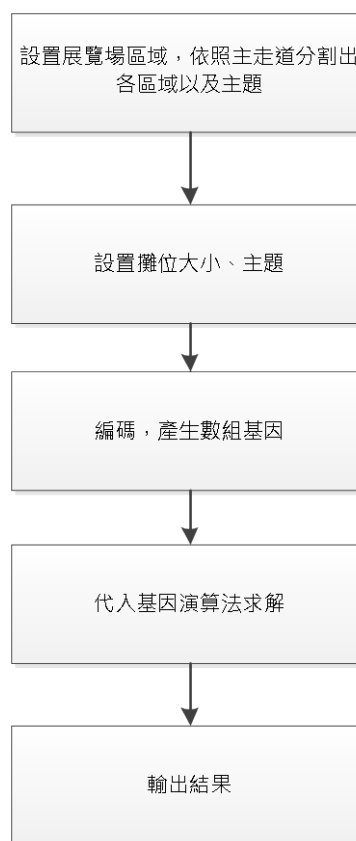 設置展覽場區域，依照主走道分割出
各區域以及主題
設置攤位大小、主題
編碼，產生數組基因
代入基因演算法求解
輸出結果